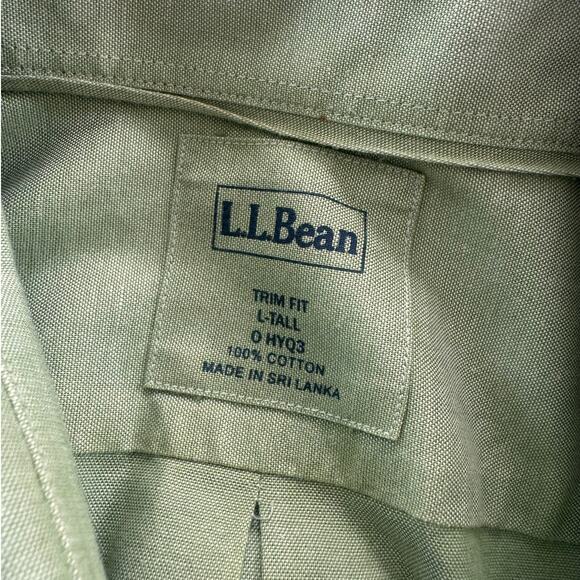 L.L.Bean
TRIM FIT
L-TALL
0 HYQ3
100% COTTON
MADE IN SRI LANKA